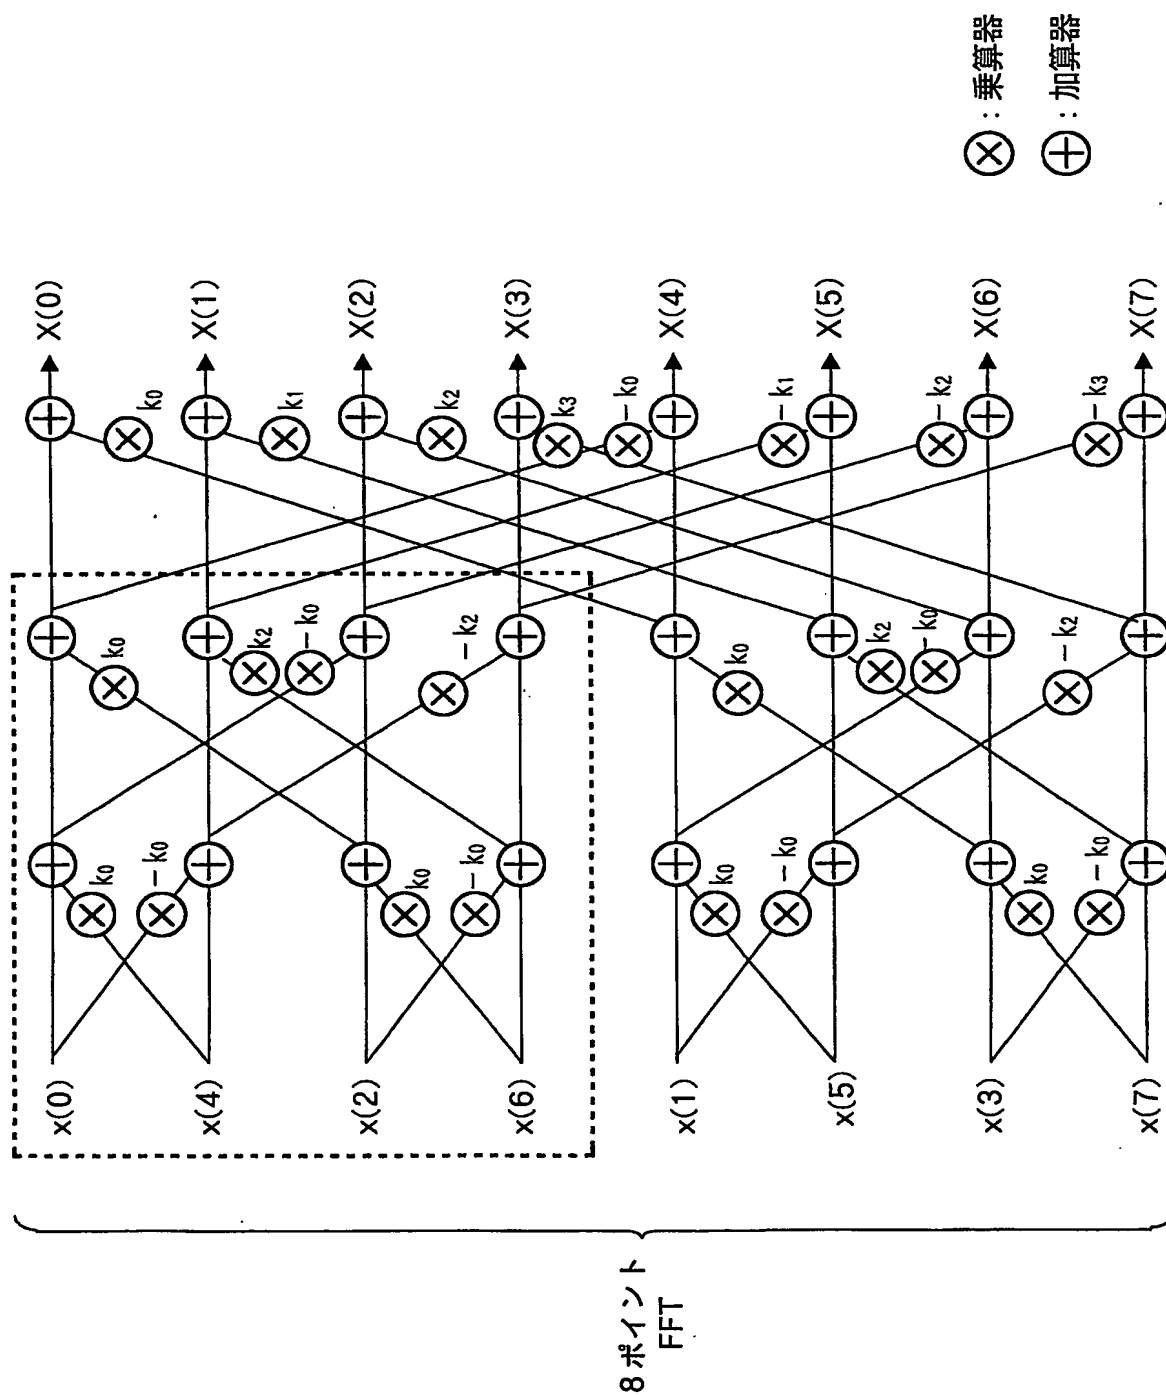 8ポイント
FFT
x(0)
x(4)
x(2)
x(6)
x(1)
x(5)
x(3)
x(7)
k0
-k0
k0
-k0
k0
-k0
k0
-k0
k0
k2
-k0
-k2
k0
k2
-k0
-k2
k0
k1
k2
k3
-k0
-k1
-k2
-k3
X(0)
X(1)
X(2)
X(3)
X(4)
X(5)
X(6)
X(7)
:乗算器
:加算器